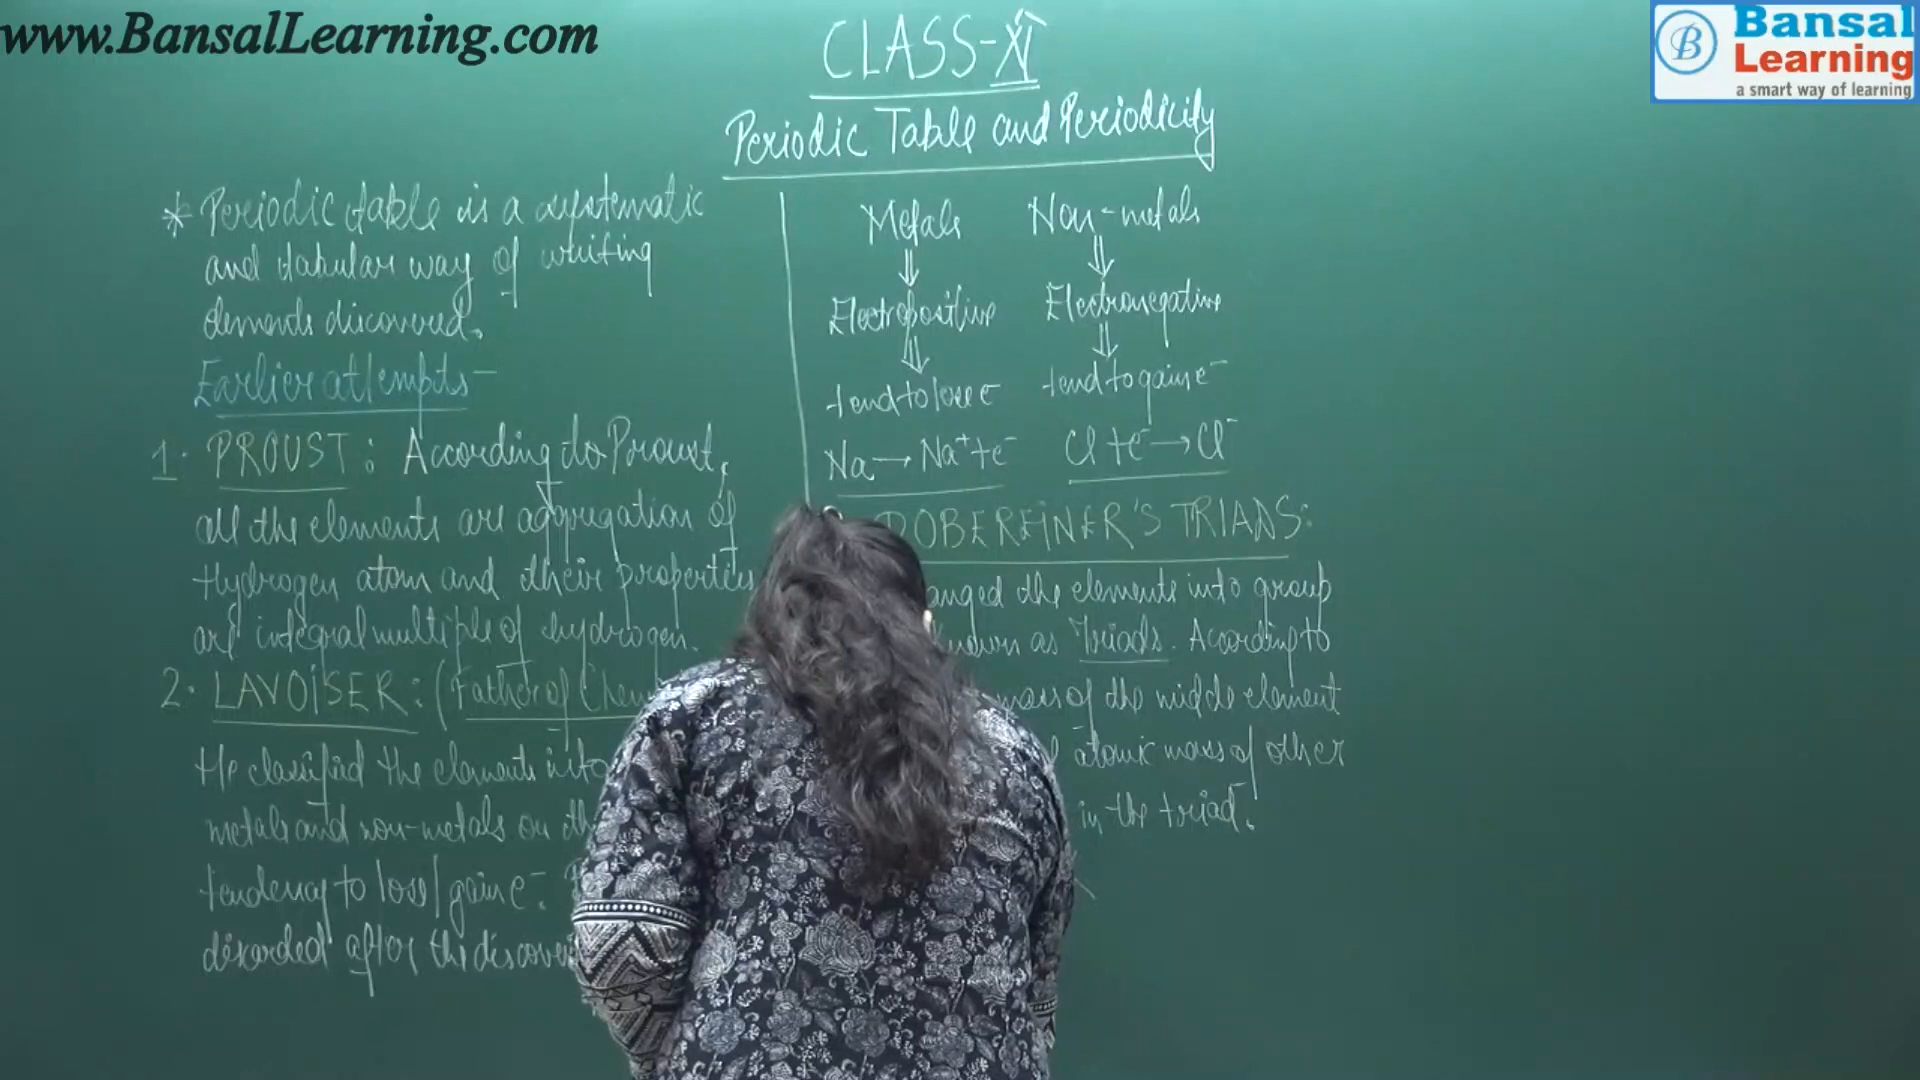 www.BansalLearning.com
Bansal
Learning
a smart way of learning
CLASS-XI
Periodic Table and Periodicity
* Periodic table is a systematic
and tabular way of writing
elements discovered.
Earlier attempts-
1. PROUST: According to Proust,
all the elements are aggregation of
Hydrogen atom and their properties
are integral multiple of hydrogen.
2. LAVOISER: (Father of Chem
He classified the elements into
metals and non-metals on th
tendency to lose/gain e-.
discarded after the discover
Metals Non-metals
⇓ ⇓
Electropositive Electronegative
⇓ ⇓
tend to lose e- tend to gain e-
Na → Na+ + e- Cl + e- → Cl-
DOBEREINER'S TRIADS:
anged the elements into group
nown as Triads. According to
mass of the middle element
atomic mass of other
in the triad.